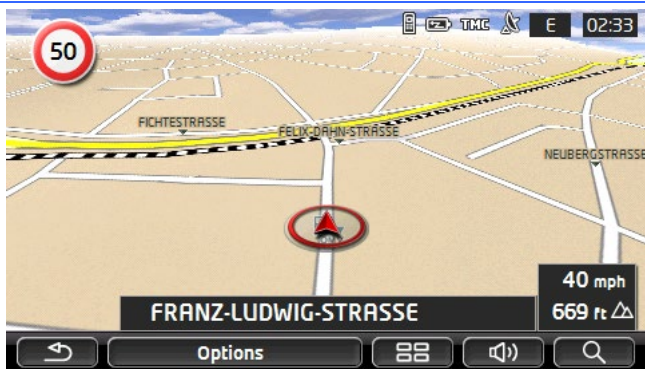 TMC E 02:33
50
FICHTESTRASSE
FELIX-DAHN-STRASSE
NEUBERGSTRASSE
40 mph
FRANZ-LUDWIG-STRASSE
669 ft
Options